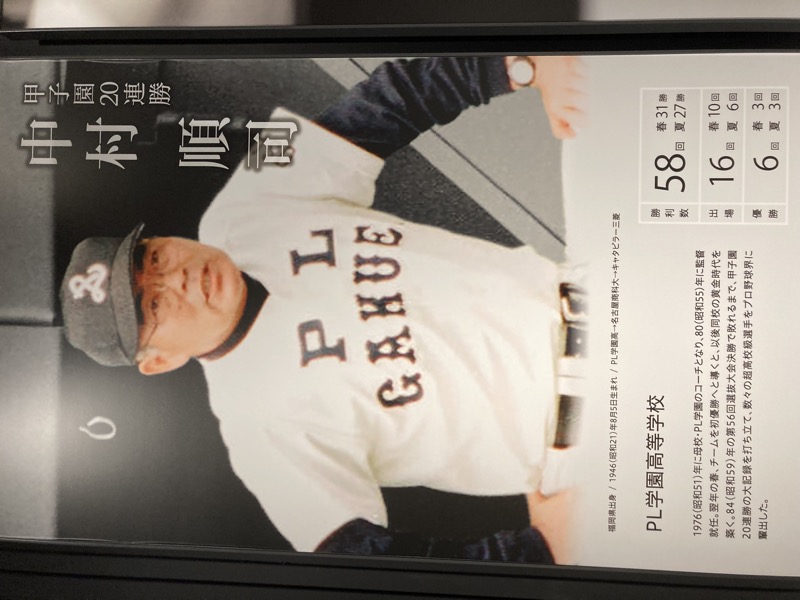 甲子園20連勝
中村 順司
PL
GAKUEN
福岡県出身 / 1946(昭和21)年8月5日生まれ / PL学園高→名古屋商科大→キャタピラー三菱
PL学園高等学校
1976(昭和51)年に母校・PL学園のコーチとなり、80(昭和55)年に監督
就任。翌年の春、チームを初優勝へと導くと、以後同校の黄金時代を
築く。84(昭和59)年の第56回選抜大会決勝で敗れるまで、甲子園
20連勝の大記録を打ち立て、数々の超高校級選手をプロ野球界に
輩出した。
勝利数 58回 春31勝
夏27勝
出場 16回 春10回
夏 6回
優勝 6回 春 3回
夏 3回